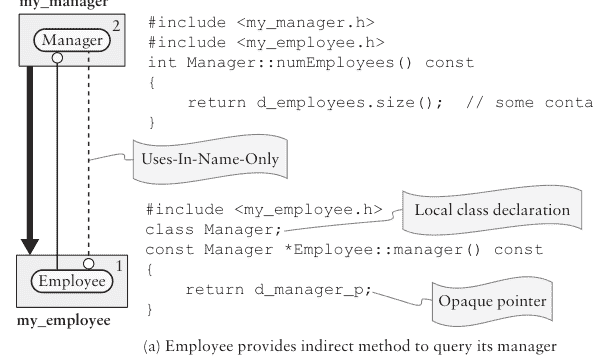 my_manager
2
Manager
#include <my_manager.h>
#include <my_employee.h>
int Manager::numEmployees() const
{
return d_employees.size();  // some conta
}
Uses-In-Name-Only
#include <my_employee.h>
Local class declaration
class Manager;
const Manager *Employee::manager() const
{
return d_manager_p;
}
Opaque pointer
1
Employee
my_employee
(a) Employee provides indirect method to query its manager